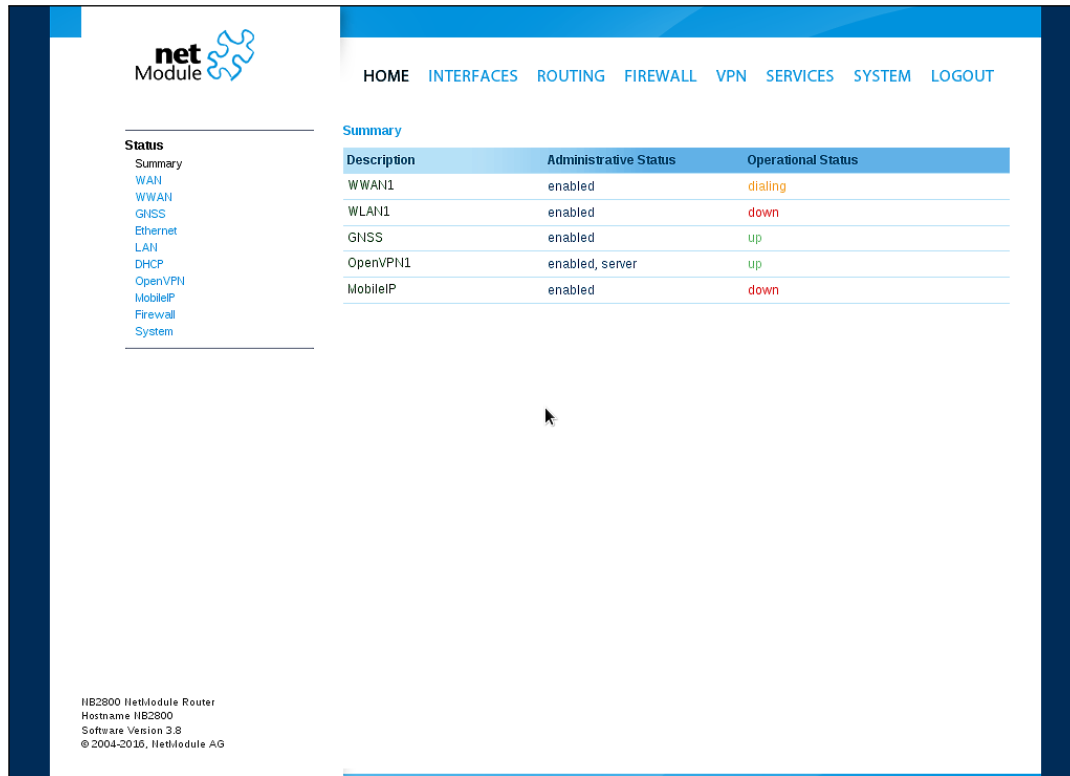 net
Module
HOME INTERFACES ROUTING FIREWALL VPN SERVICES SYSTEM LOGOUT
Status
Summary
WAN
WWAN
GNSS
Ethernet
LAN
DHCP
OpenVPN
MobileIP
Firewall
System
Summary
Description Administrative Status Operational Status
WWAN1 enabled dialing
WLAN1 enabled down
GNSS enabled up
OpenVPN1 enabled, server up
MobileIP enabled down
NB2800 NetModule Router
Hostname NB2800
Software Version 3.8
© 2004-2016, NetModule AG